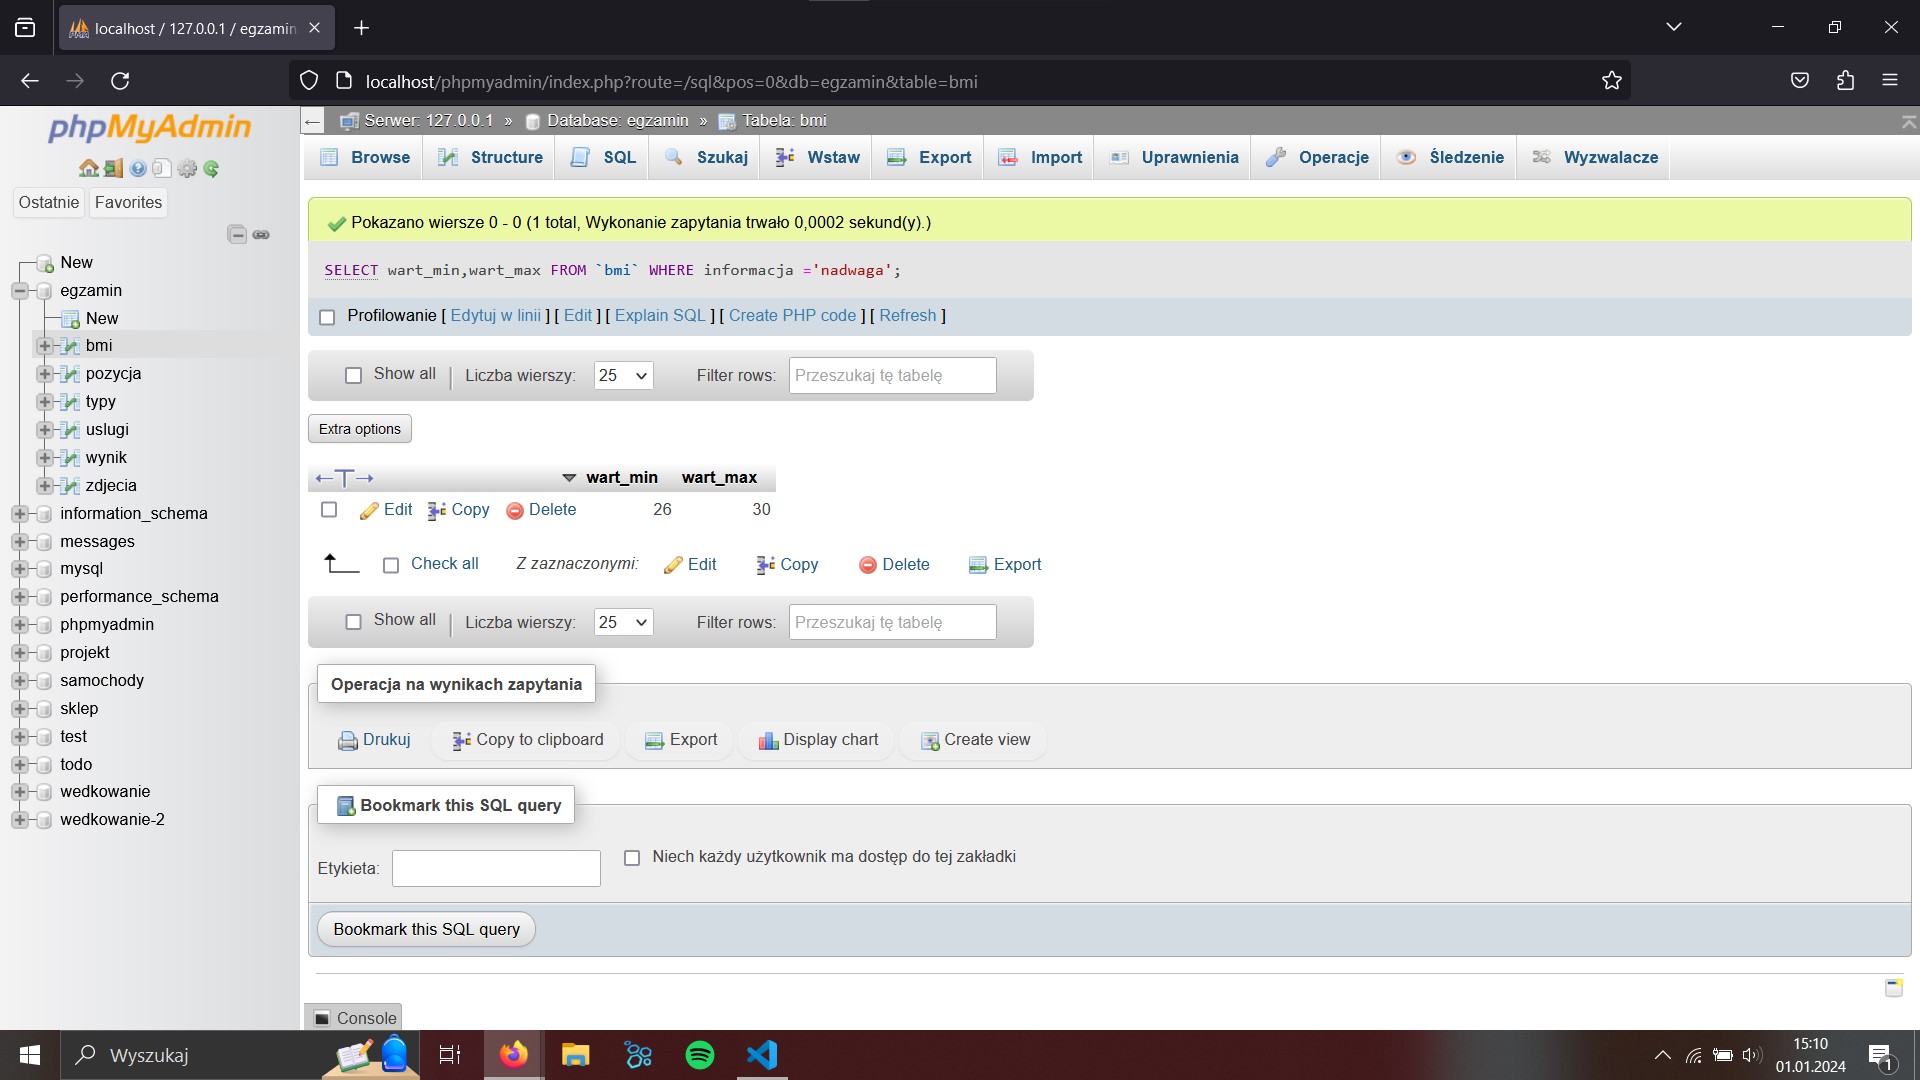 localhost / 127.0.0.1 / egzamin
localhost/phpmyadmin/index.php?route=/sql&pos=0&db=egzamin&table=bmi
phpMyAdmin
Ostatnie
Favorites
New
egzamin
New
bmi
pozycja
typy
uslugi
wynik
zdjecia
information_schema
messages
mysql
performance_schema
phpmyadmin
projekt
samochody
sklep
test
todo
wedkowanie
wedkowanie-2
Serwer: 127.0.0.1 » Database: egzamin » Tabela: bmi
Browse Structure SQL Szukaj Wstaw Export Import Uprawnienia Operacje Śledzenie Wyzwalacze
Pokazano wiersze 0 - 0 (1 total, Wykonanie zapytania trwało 0,0002 sekund(y).)
SELECT wart_min,wart_max FROM `bmi` WHERE informacja ='nadwaga';
Profilowanie [ Edytuj w linii ] [ Edit ] [ Explain SQL ] [ Create PHP code ] [ Refresh ]
Show all | Liczba wierszy: 25 Filter rows: Przeszukaj tę tabelę
Extra options
←T→ wart_min wart_max
Edit Copy Delete 26 30
Check all Z zaznaczonymi: Edit Copy Delete Export
Show all | Liczba wierszy: 25 Filter rows: Przeszukaj tę tabelę
Operacja na wynikach zapytania
Drukuj Copy to clipboard Export Display chart Create view
Bookmark this SQL query
Etykieta: Niech każdy użytkownik ma dostęp do tej zakładki
Bookmark this SQL query
Console
Wyszukaj
15:10
01.01.2024
1